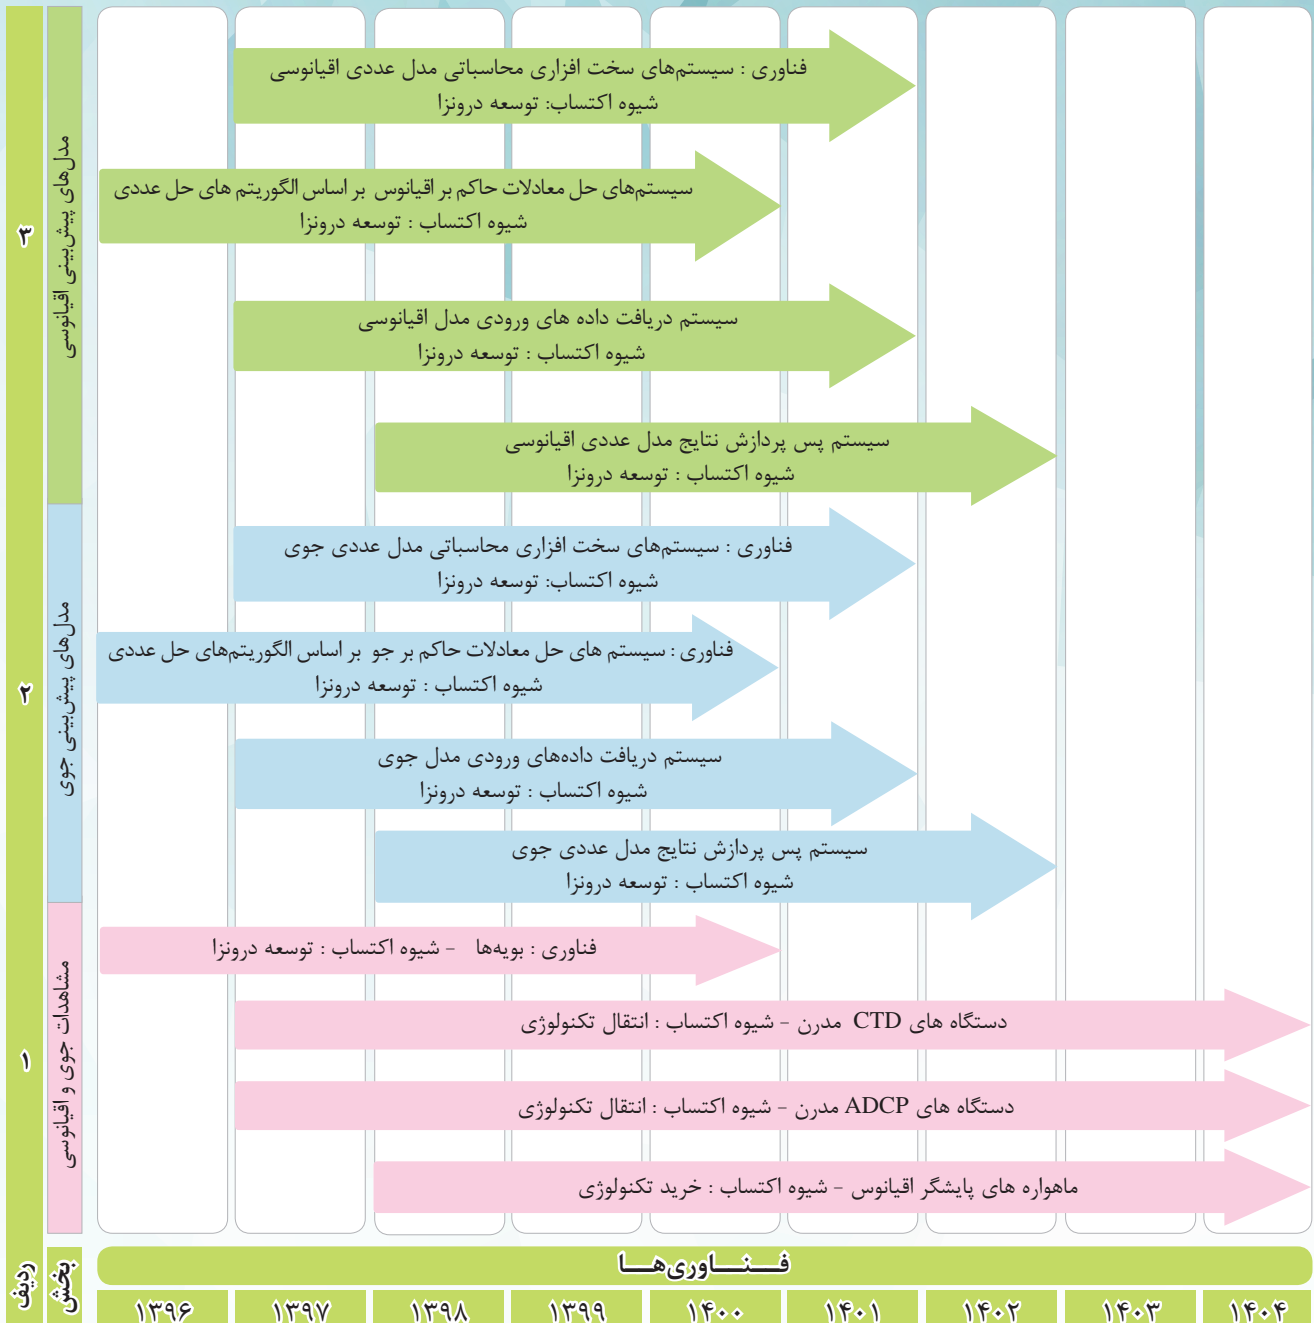 ۳
مدل‌های پیش‌بینی اقیانوسی
فناوری : سیستم‌های سخت افزاری محاسباتی مدل عددی اقیانوسی
شیوه اکتساب: توسعه درونزا
سیستم‌های حل معادلات حاکم بر اقیانوس بر اساس الگوریتم های حل عددی
شیوه اکتساب : توسعه درونزا
سیستم دریافت داده های ورودی مدل اقیانوسی
شیوه اکتساب : توسعه درونزا
سیستم پس پردازش نتایج مدل عددی اقیانوسی
شیوه اکتساب : توسعه درونزا
۲
مدل‌های پیش‌بینی جوی
فناوری : سیستم‌های سخت افزاری محاسباتی مدل عددی جوی
شیوه اکتساب: توسعه درونزا
فناوری : سیستم های حل معادلات حاکم بر جو بر اساس الگوریتم‌های حل عددی
شیوه اکتساب : توسعه درونزا
سیستم دریافت داده‌های ورودی مدل جوی
شیوه اکتساب : توسعه درونزا
سیستم پس پردازش نتایج مدل عددی جوی
شیوه اکتساب : توسعه درونزا
۱
مشاهدات جوی و اقیانوسی
فناوری : بویه‌ها - شیوه اکتساب : توسعه درونزا
دستگاه های CTD مدرن - شیوه اکتساب : انتقال تکنولوژی
دستگاه های ADCP مدرن - شیوه اکتساب : انتقال تکنولوژی
ماهواره های پایشگر اقیانوس - شیوه اکتساب : خرید تکنولوژی
ردیف
بخش
فـــنـــاوری‌هـــا
۱۳۹۶ ۱۳۹۷ ۱۳۹۸ ۱۳۹۹ ۱۴۰۰ ۱۴۰۱ ۱۴۰۲ ۱۴۰۳ ۱۴۰۴